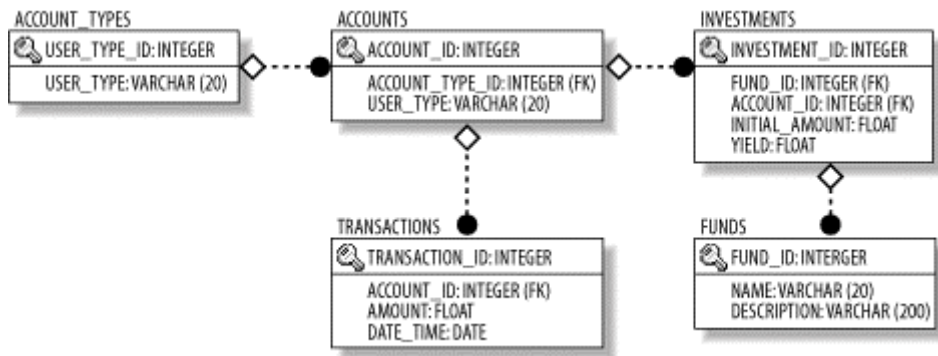 ACCOUNT_TYPES
USER_TYPE_ID: INTEGER
USER_TYPE: VARCHAR (20)
ACCOUNTS
ACCOUNT_ID: INTEGER
ACCOUNT_TYPE_ID: INTEGER (FK)
USER_TYPE: VARCHAR (20)
INVESTMENTS
INVESTMENT_ID: INTEGER
FUND_ID: INTEGER (FK)
ACCOUNT_ID: INTEGER (FK)
INITIAL_AMOUNT: FLOAT
YIELD: FLOAT
TRANSACTIONS
TRANSACTION_ID: INTEGER
ACCOUNT_ID: INTEGER (FK)
AMOUNT: FLOAT
DATE_TIME: DATE
FUNDS
FUND_ID: INTERGER
NAME: VARCHAR (20)
DESCRIPTION: VARCHAR (200)